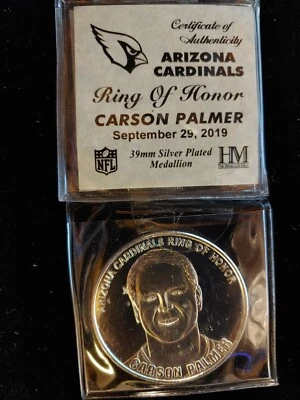 Certificate of
Authenticity
ARIZONA
CARDINALS
Ring Of Honor
CARSON PALMER
September 29, 2019
NFL
39mm Silver Plated
Medallion
HM
ARIZONA CARDINALS RING OF HONOR
CARSON PALMER